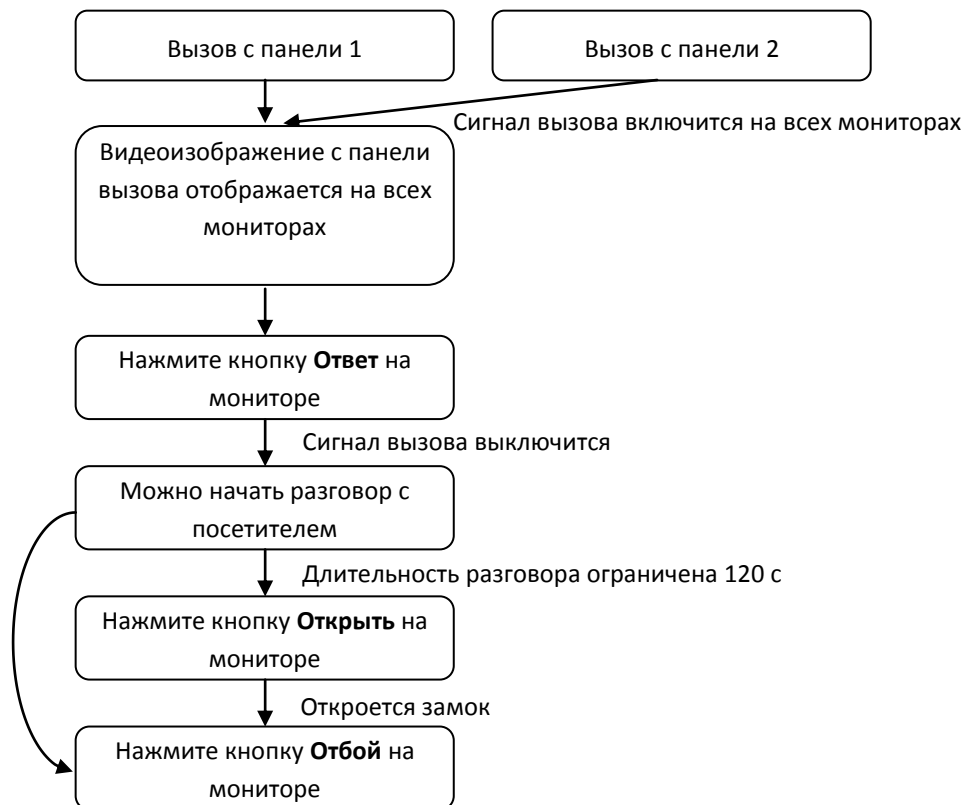 Вызов с панели 1
Вызов с панели 2
Сигнал вызова включится на всех мониторах
Видеоизображение с панели
вызова отображается на всех
мониторах
Нажмите кнопку Ответ на
мониторе
Сигнал вызова выключится
Можно начать разговор с
посетителем
Длительность разговора ограничена 120 с
Нажмите кнопку Открыть на
мониторе
Откроется замок
Нажмите кнопку Отбой на
мониторе